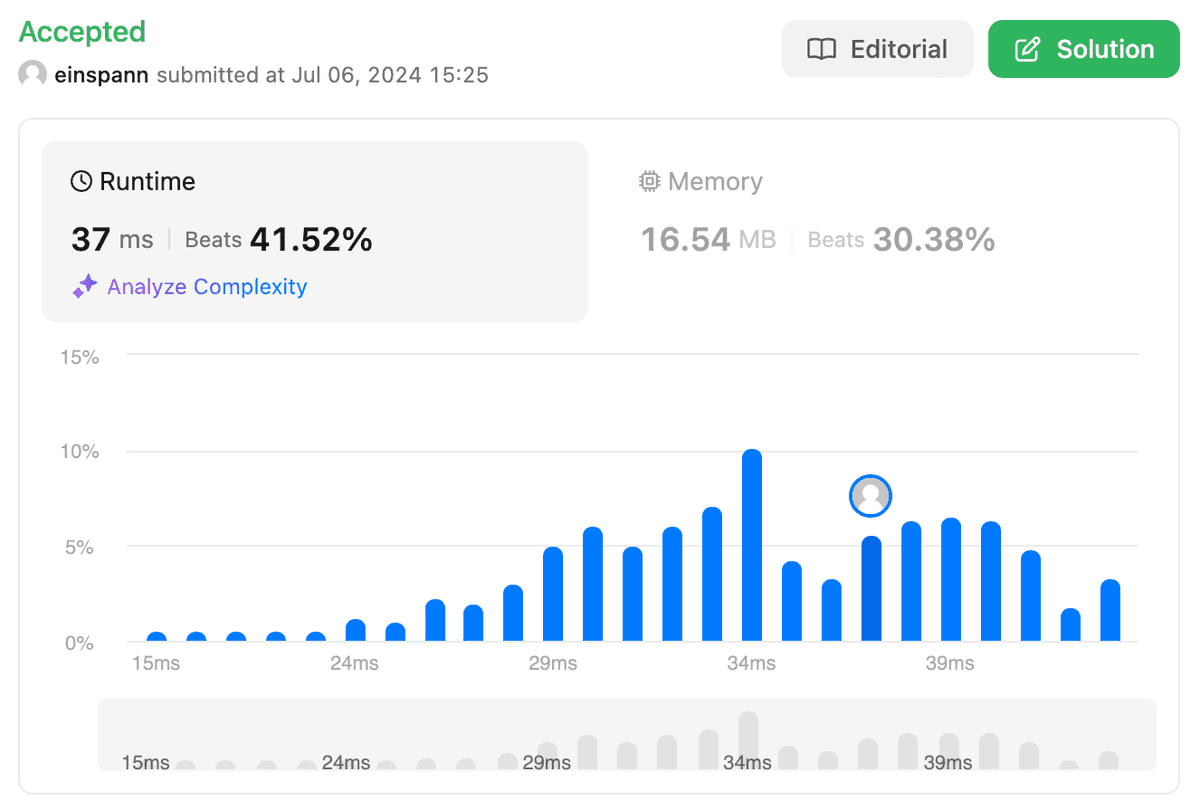 Accepted
einspann submitted at Jul 06, 2024 15:25
Editorial
Solution
Runtime
37 ms | Beats 41.52%
Analyze Complexity
Memory
16.54 MB | Beats 30.38%
15%
10%
5%
0%
15ms 24ms 29ms 34ms 39ms
15ms 24ms 29ms 34ms 39ms